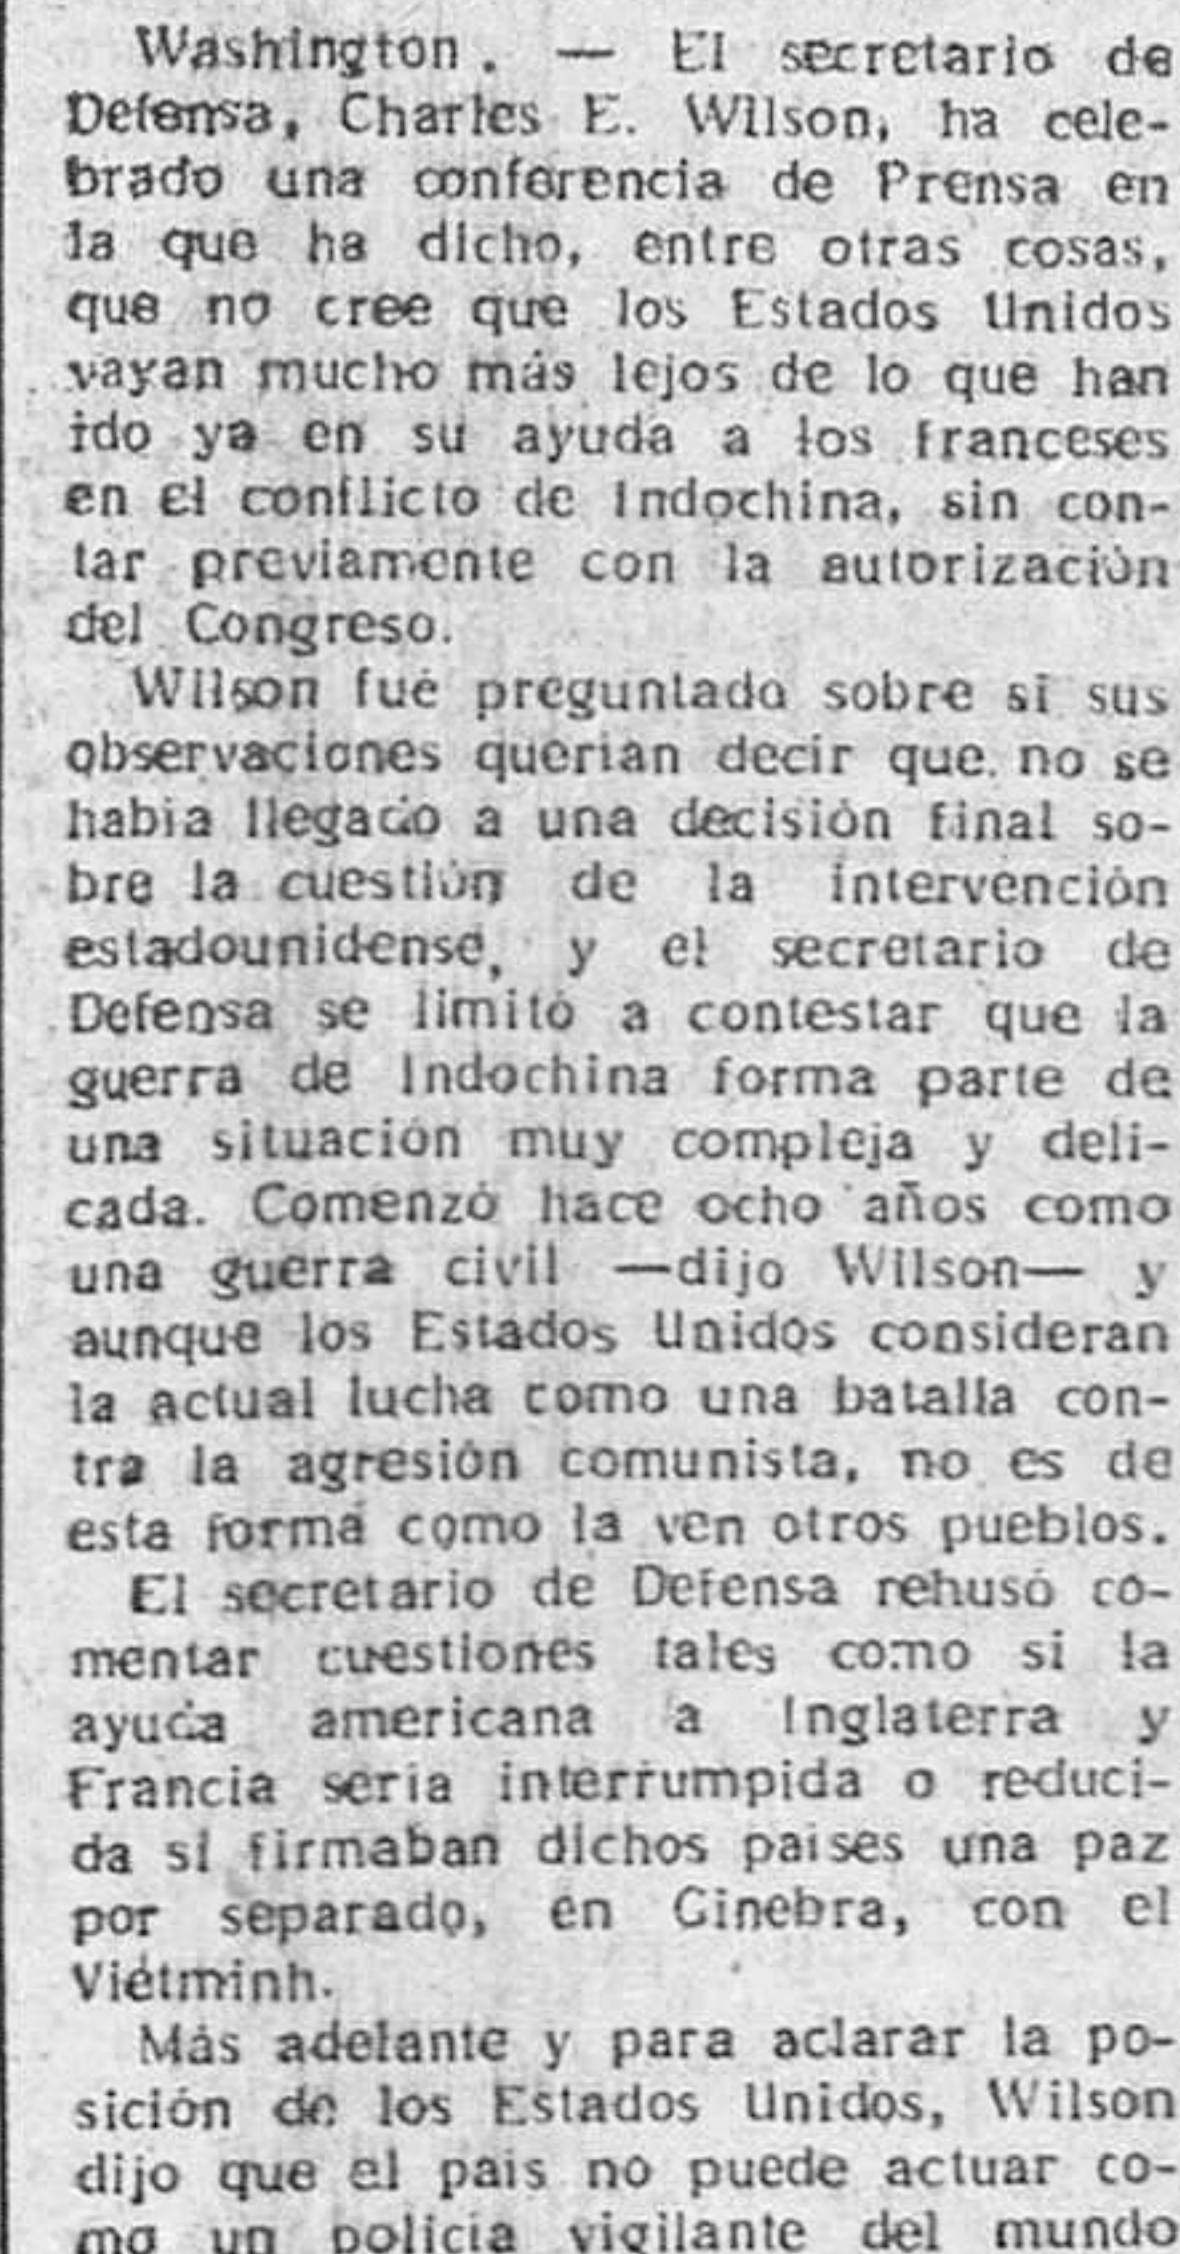 Washington. — El secretario de
Defensa, Charles E. Wilson, ha cele-
brado una conferencia de Prensa en
la que ha dicho, entre otras cosas,
que no cree que los Estados Unidos
vayan mucho más lejos de lo que han
ido ya en su ayuda a los franceses
en el conflicto de Indochina, sin con-
tar previamente con la autorización
del Congreso.
Wilson fué preguntado sobre si sus
observaciones querían decir que no se
había llegado a una decisión final so-
bre la cuestión de la intervención
estadounidense, y el secretario de
Defensa se limitó a contestar que la
guerra de Indochina forma parte de
una situación muy compleja y deli-
cada. Comenzó hace ocho años como
una guerra civil —dijo Wilson— y
aunque los Estados Unidos consideran
la actual lucha como una batalla con-
tra la agresión comunista, no es de
esta forma como la ven otros pueblos.
El secretario de Defensa rehusó co-
mentar cuestiones tales como si la
ayuda americana a Inglaterra y
Francia sería interrumpida o reduci-
da si firmaban dichos países una paz
por separado, en Ginebra, con el
Viétminh.
Más adelante y para aclarar la po-
sición de los Estados Unidos, Wilson
dijo que el país no puede actuar co-
mo un policía vigilante del mundo